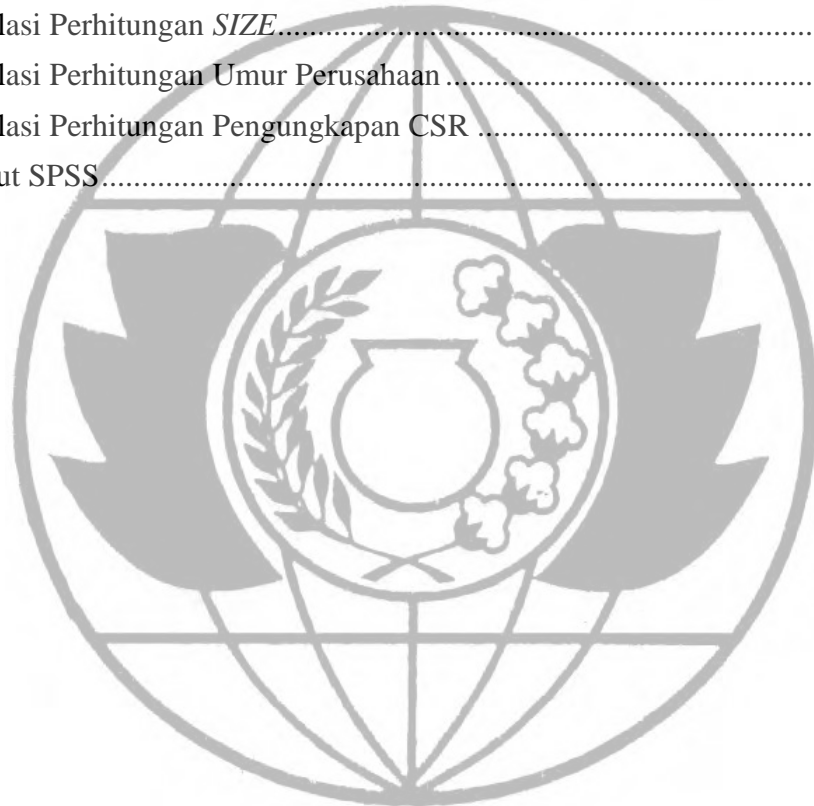 lasi Perhitungan SIZE..........................................................................................
lasi Perhitungan Umur Perusahaan..............................................................
lasi Perhitungan Pengungkapan CSR.........................................................
ut SPSS.......................................................................................................